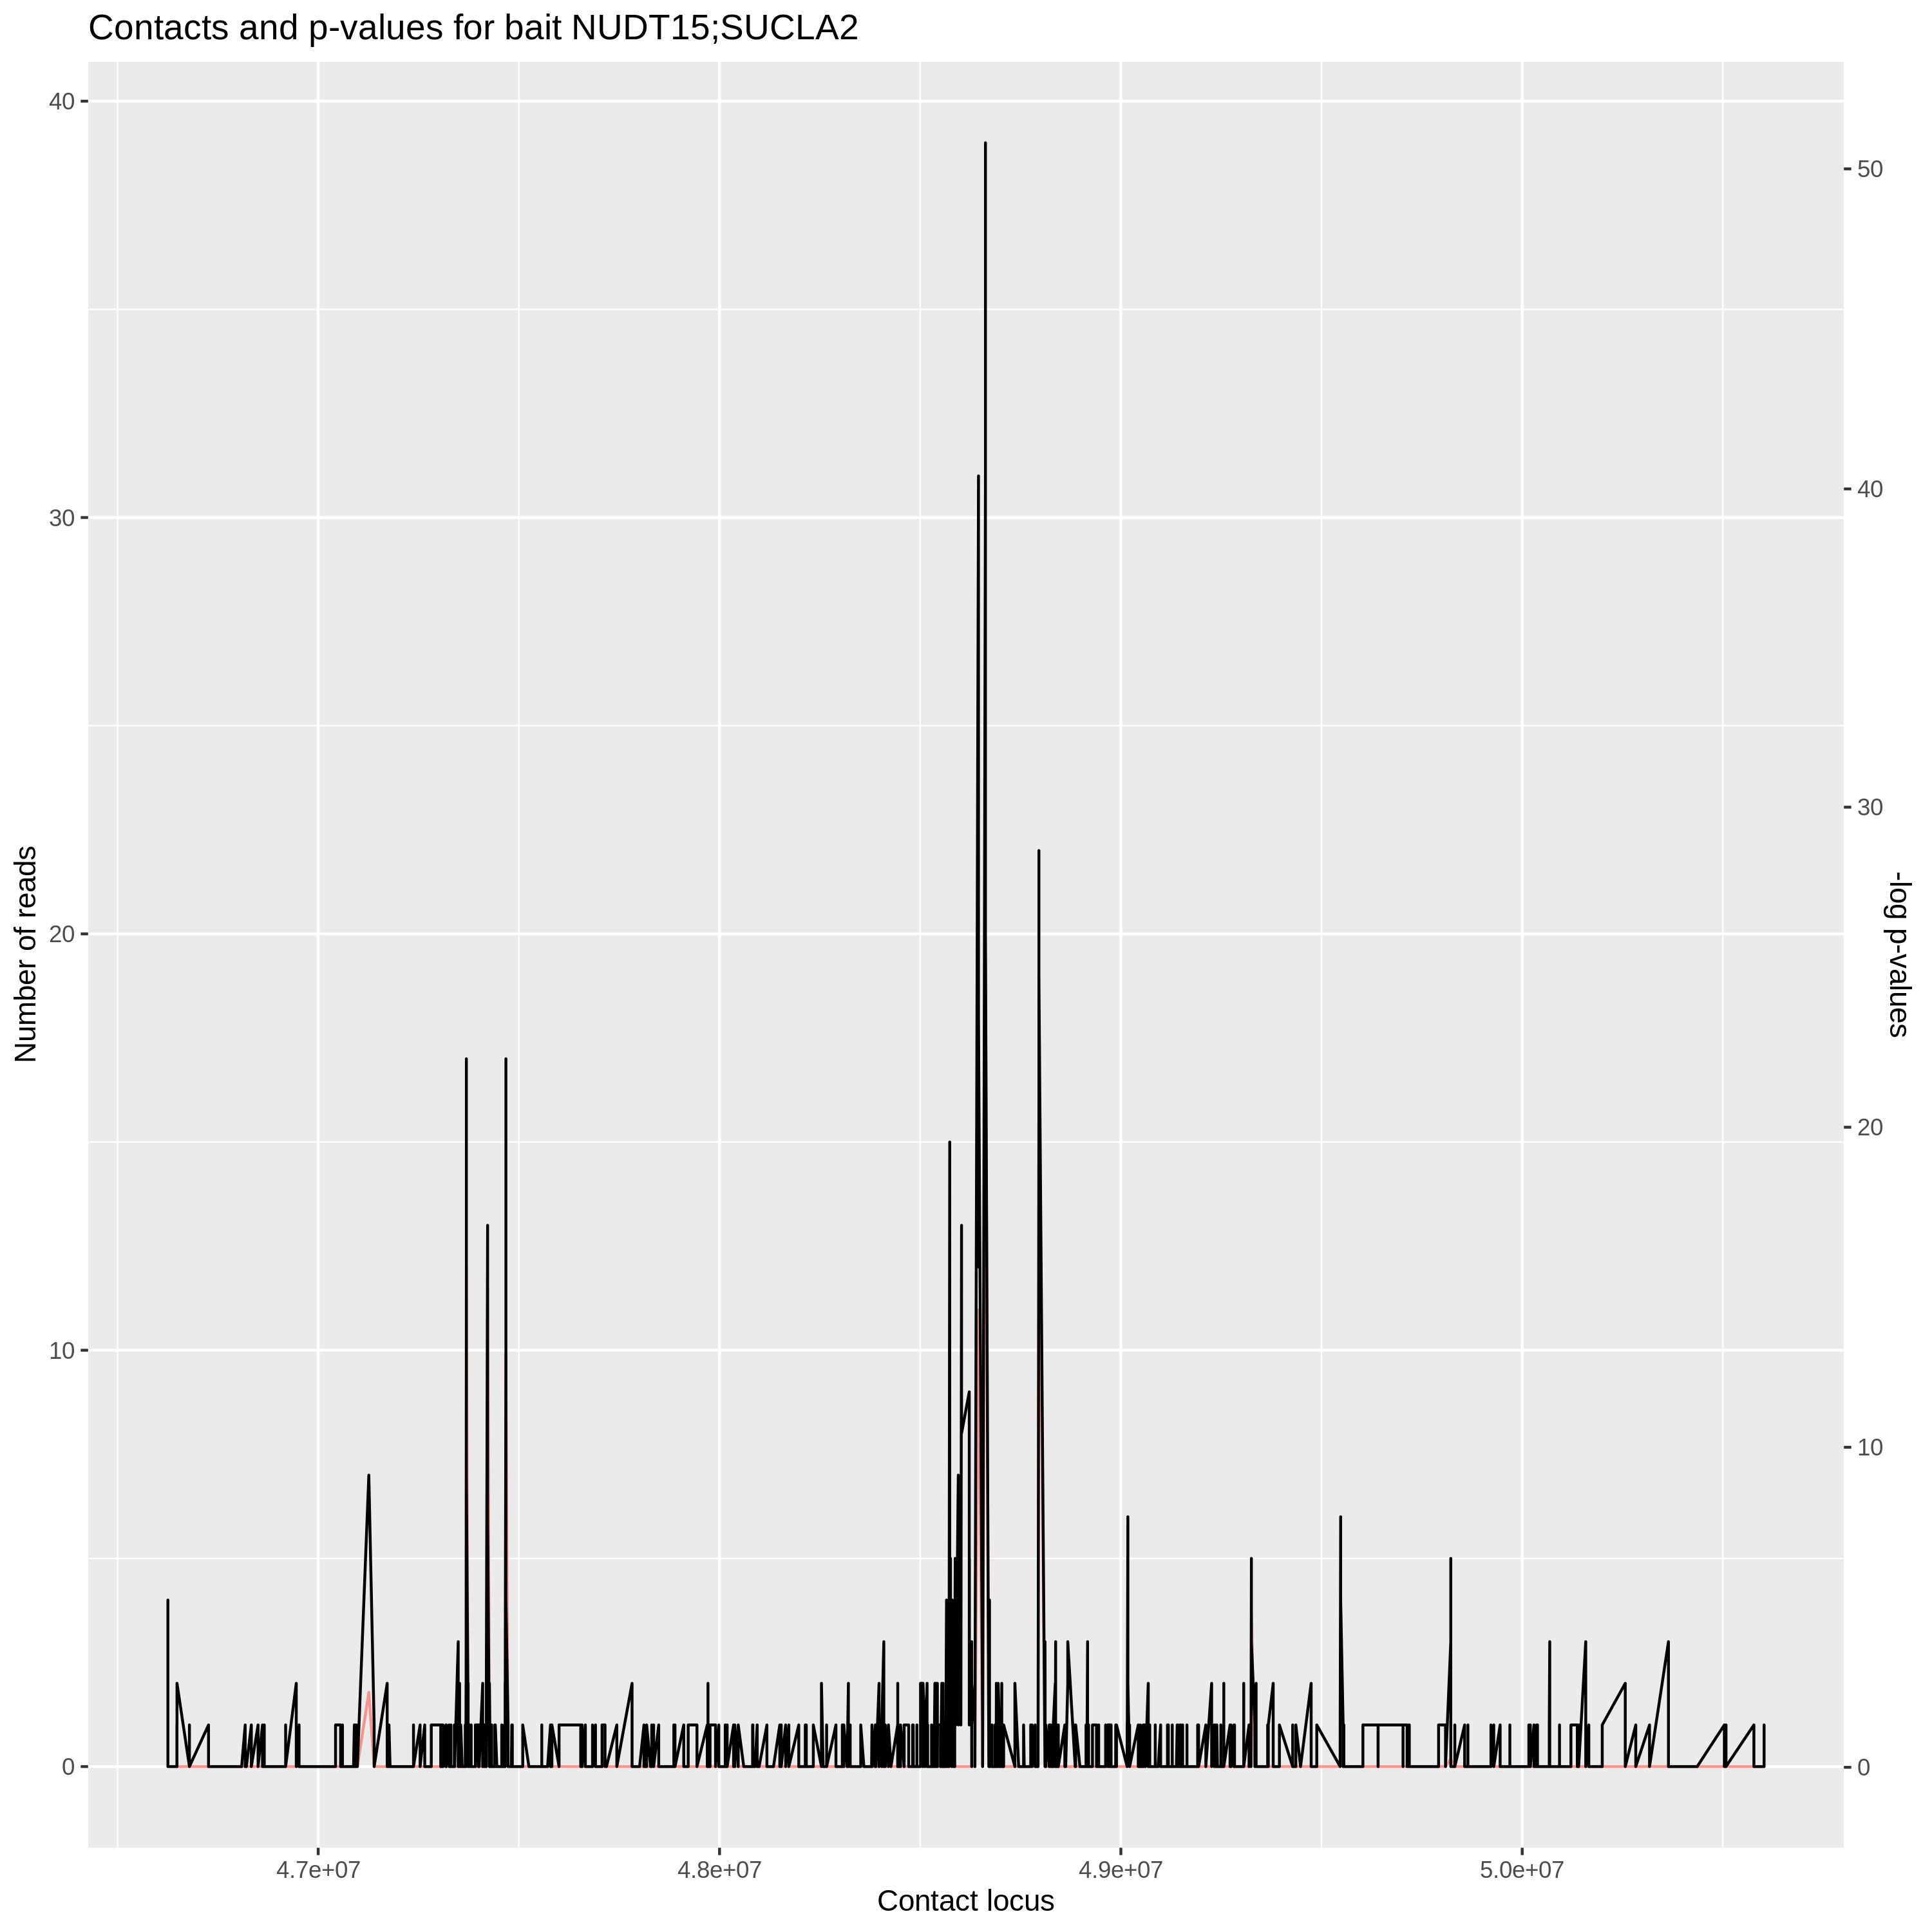 Contacts and p-values for bait NUDT15;SUCLA2
40
30
20
10
0
Number of reads
50
40
30
20
10
0
-log p-values
4.7e+07
4.8e+07
4.9e+07
5.0e+07
Contact locus